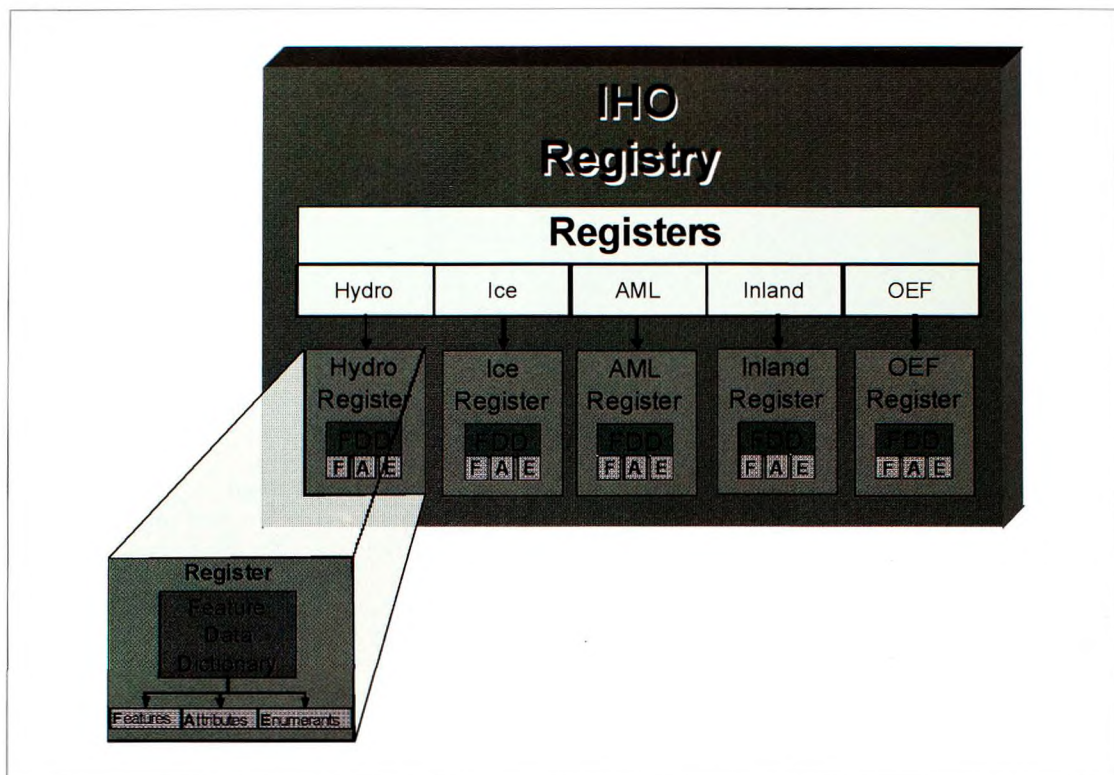 IHO
Registry
Registers
Hydro Ice AML Inland OEF
Hydro Register
Ice Register
AML Register
Inland Register
OEF Register
FDD
F A E
FDD
F A E
FDD
F A E
FDD
F A E
FDD
F A E
Register
Feature
Data
Dictionary
Features Attributes Enumerants